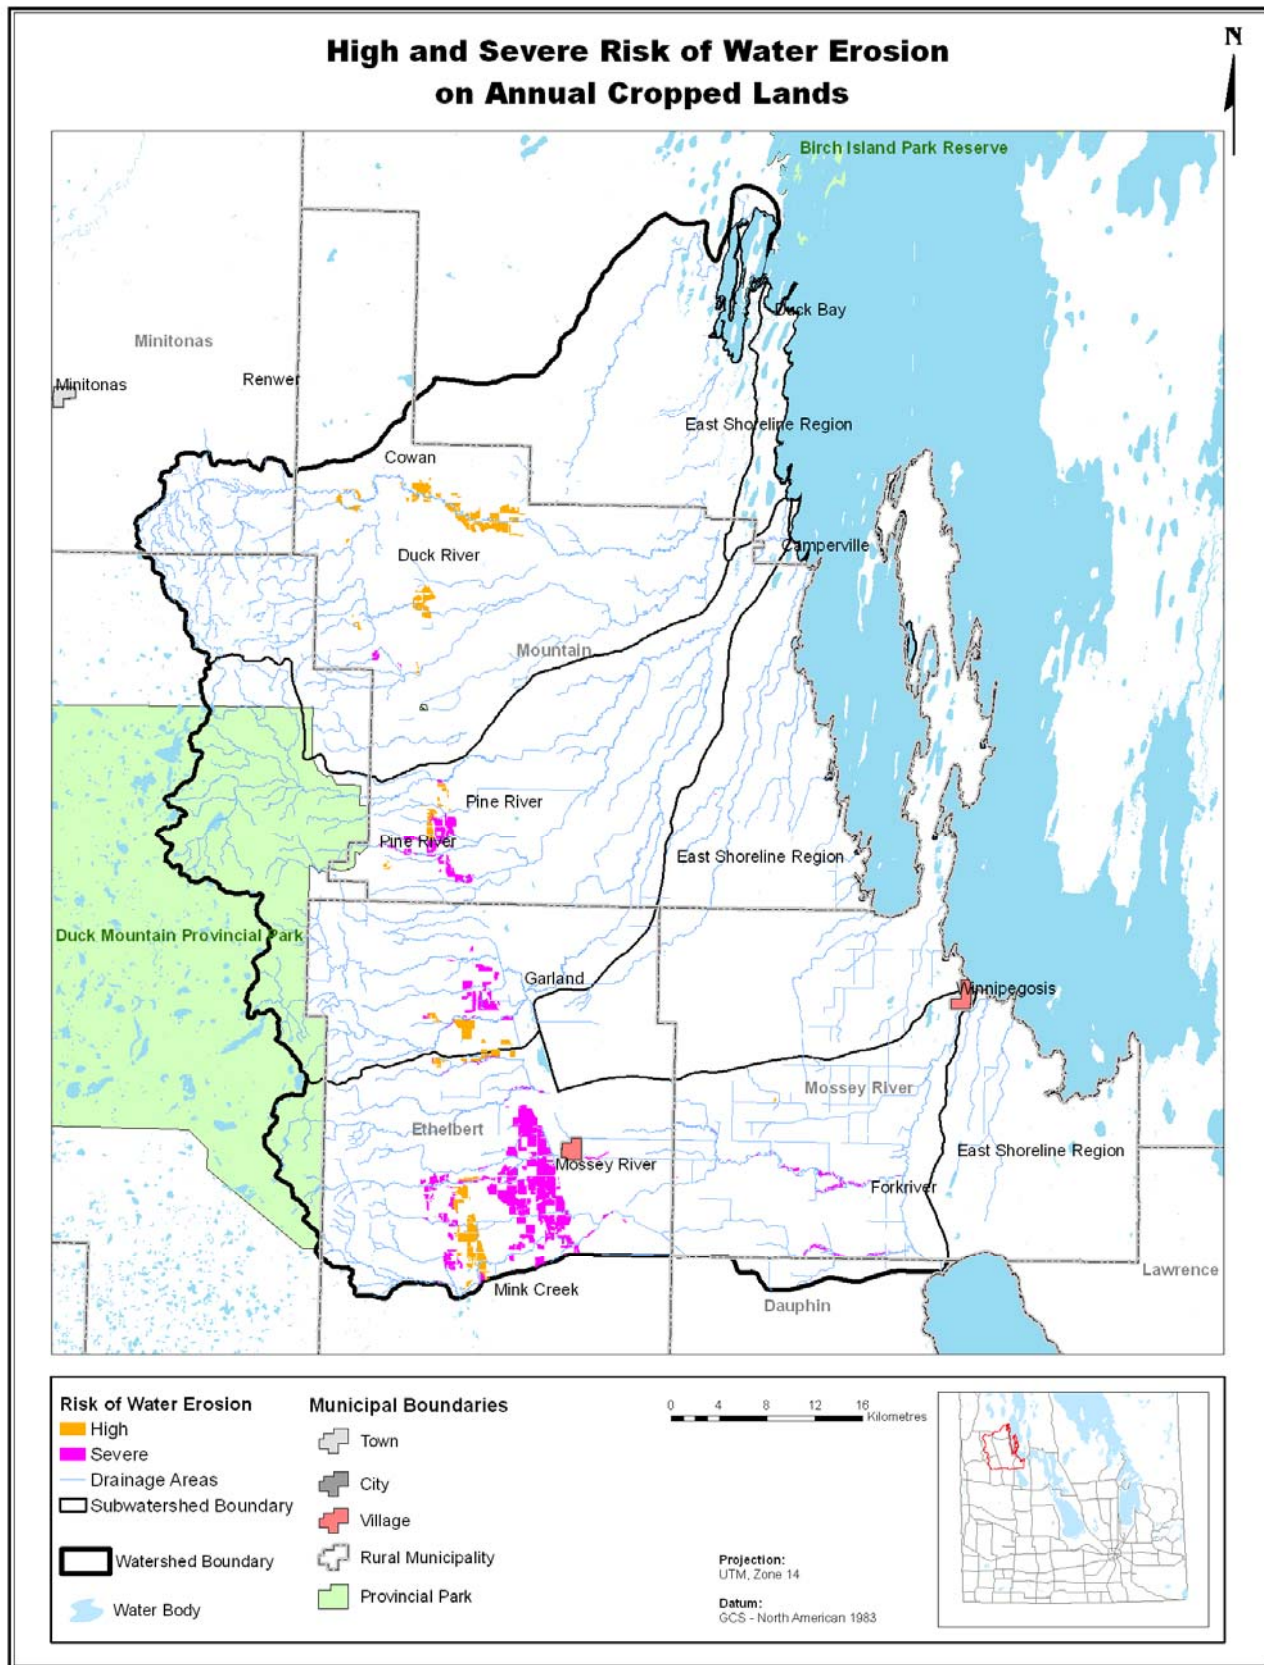 High and Severe Risk of Water Erosion
on Annual Cropped Lands
N
Birch Island Park Reserve
Duck Bay
Minitonas
Renwer
Minitonas
East Shoreline Region
Cowan
Camperville
Duck River
Mountain
Pine River
Pine River
East Shoreline Region
Duck Mountain Provincial Park
Garland
Winnipegosis
Mossey River
Ethelbert
East Shoreline Region
Mossey River
Forkriver
Lawrence
Mink Creek
Dauphin
Risk of Water Erosion
High
Severe
Drainage Areas
Subwatershed Boundary
Watershed Boundary
Water Body
Municipal Boundaries
Town
City
Village
Rural Municipality
Provincial Park
0 4 8 12 16
Kilometres
Projection:
UTM, Zone 14
Datum:
GCS - North American 1983